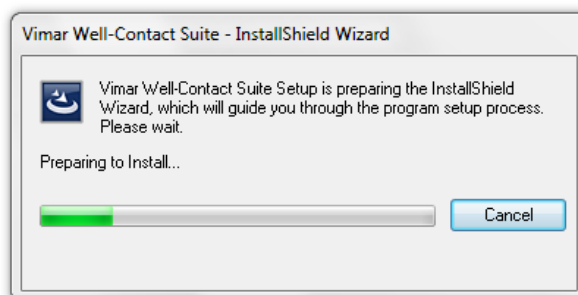 Vimar Well-Contact Suite - InstallShield Wizard
Vimar Well-Contact Suite Setup is preparing the InstallShield
Wizard, which will guide you through the program setup process.
Please wait.
Preparing to Install...
Cancel